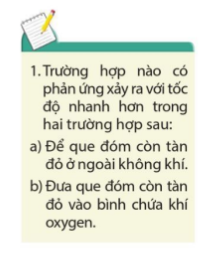 1. Trường hợp nào có
phản ứng xảy ra với tốc
độ nhanh hơn trong
hai trường hợp sau:
a) Để que đóm còn tàn
đỏ ở ngoài không khí.
b) Đưa que đóm còn tàn
đỏ vào bình chứa khí
oxygen.